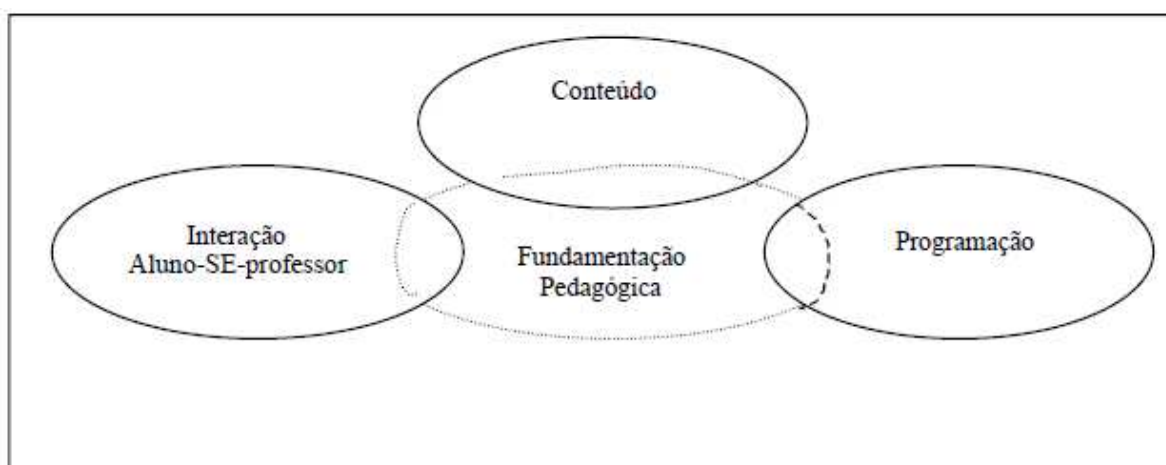 Conteúdo
Interação
Aluno-SE-professor
Fundamentação
Pedagógica
Programação